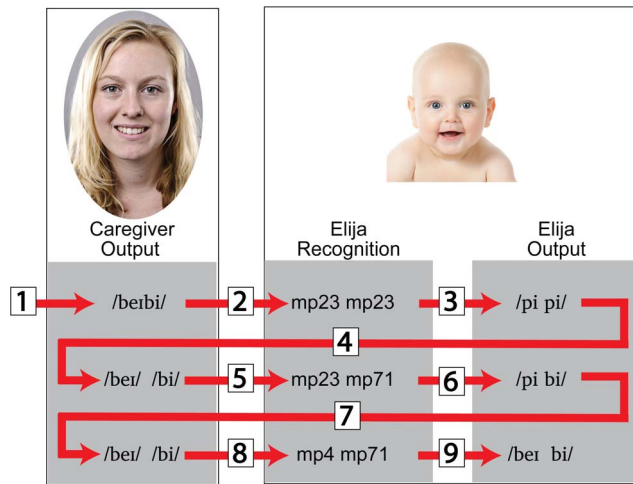 Caregiver Output
Elija Recognition
Elija Output
1 /beɪbi/ 2 mp23 mp23 3 /pi pi/
4
/beɪ/ /bi/ 5 mp23 mp71 6 /pi bi/
7
/beɪ/ /bi/ 8 mp4 mp71 9 /beɪ bi/